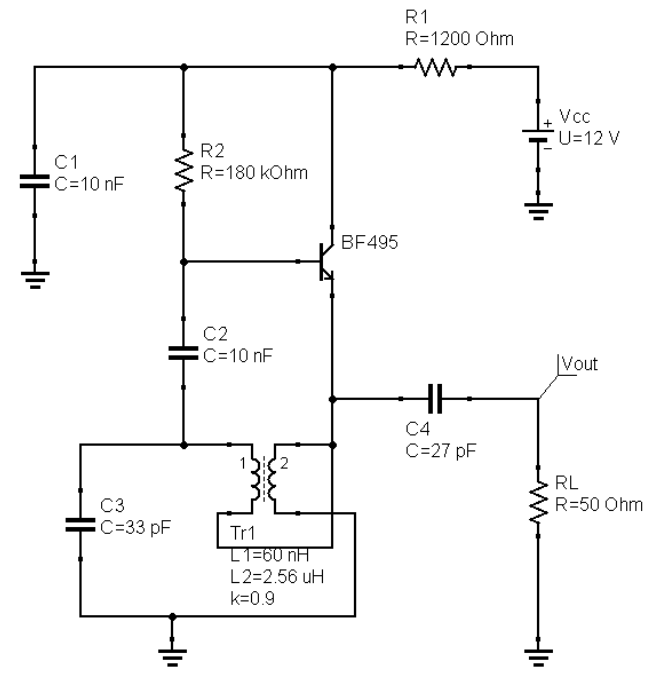 R1
R=1200 Ohm
Vcc
+
U=12 V
−
C1
C=10 nF
R2
R=180 kOhm
BF495
C2
C=10 nF
Vout
C4
C=27 pF
1 2
C3
C=33 pF
RL
R=50 Ohm
Tr1
L1=60 nH
L2=2.56 uH
k=0.9